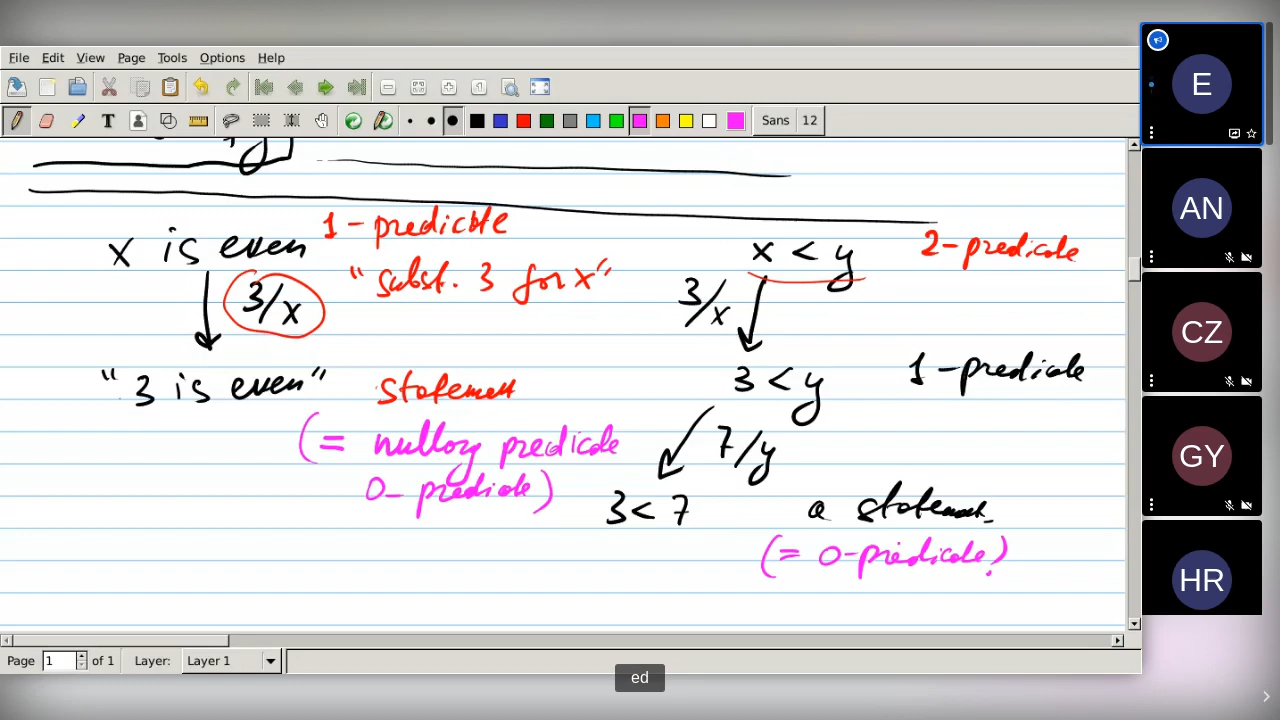 File Edit View Page Tools Options Help
Sans 12
x is even
1-predicate
3/x
"subst. 3 for x"
"3 is even"
statement
(= nullary predicate
0-predicate)
x < y
2-predicate
3/x
3 < y
1-predicate
7/y
3 < 7
a statement.
(= 0-predicate!)
Page 1 of 1 Layer: Layer 1
ed
E
AN
CZ
GY
HR